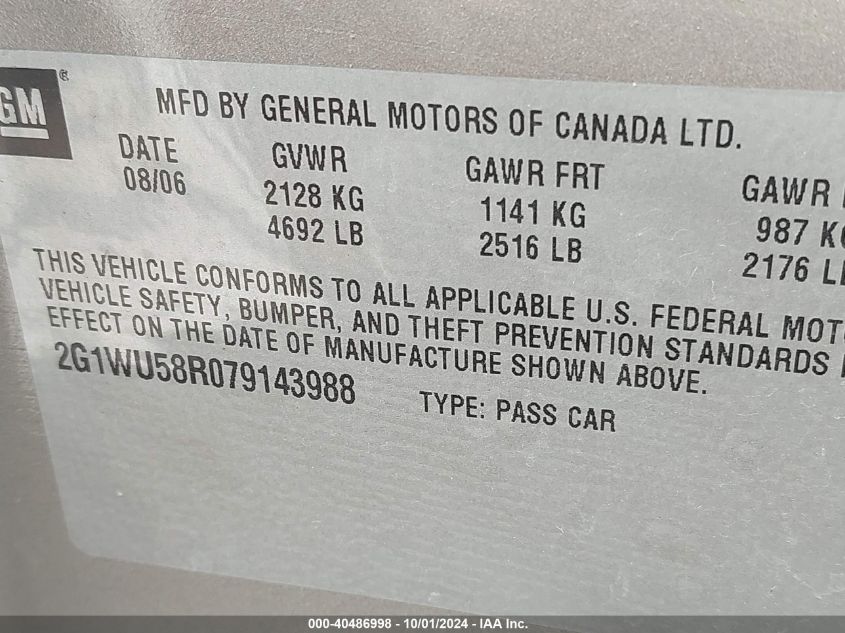 GM ®
MFD BY GENERAL MOTORS OF CANADA LTD.
DATE GVWR GAWR FRT GAWR
08/06 2128 KG 1141 KG 987 KG
4692 LB 2516 LB 2176 LB
THIS VEHICLE CONFORMS TO ALL APPLICABLE U.S. FEDERAL MOT
VEHICLE SAFETY, BUMPER, AND THEFT PREVENTION STANDARDS
EFFECT ON THE DATE OF MANUFACTURE SHOWN ABOVE.
2G1WU58R079143988 TYPE: PASS CAR
000-40486998 - 10/01/2024 - IAA Inc.